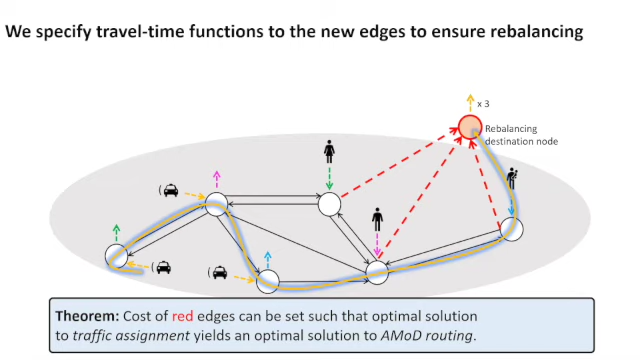 We specify travel-time functions to the new edges to ensure rebalancing
x 3
Rebalancing
destination node
(
(
(
Theorem: Cost of red edges can be set such that optimal solution
to traffic assignment yields an optimal solution to AMoD routing.